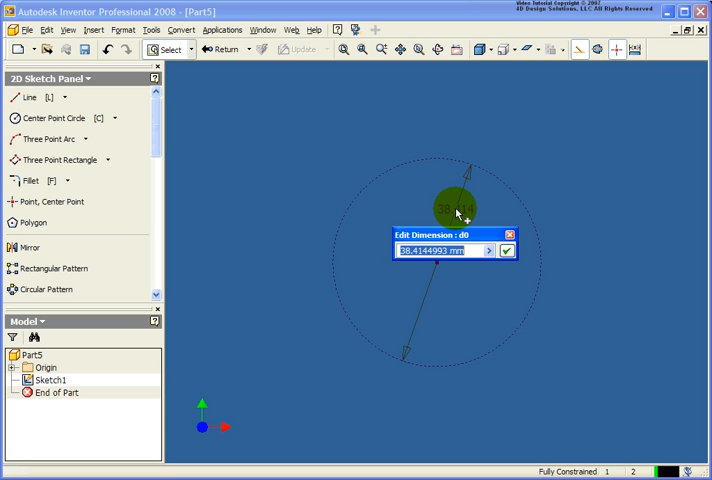 Autodesk Inventor Professional 2008 - [Part5]
Video Tutorial Copyright © 2007
4D Design Solutions, LLC All Rights Reserved
File Edit View Insert Format Tools Convert Applications Window Web Help
Select Return Update
2D Sketch Panel
Line [L]
Center Point Circle [C]
Three Point Arc
Three Point Rectangle
Fillet [F]
Point, Center Point
Polygon
Mirror
Rectangular Pattern
Circular Pattern
Model
Part5
Origin
Sketch1
End of Part
Edit Dimension : d0
38.4144993 mm
Fully Constrained 1 2